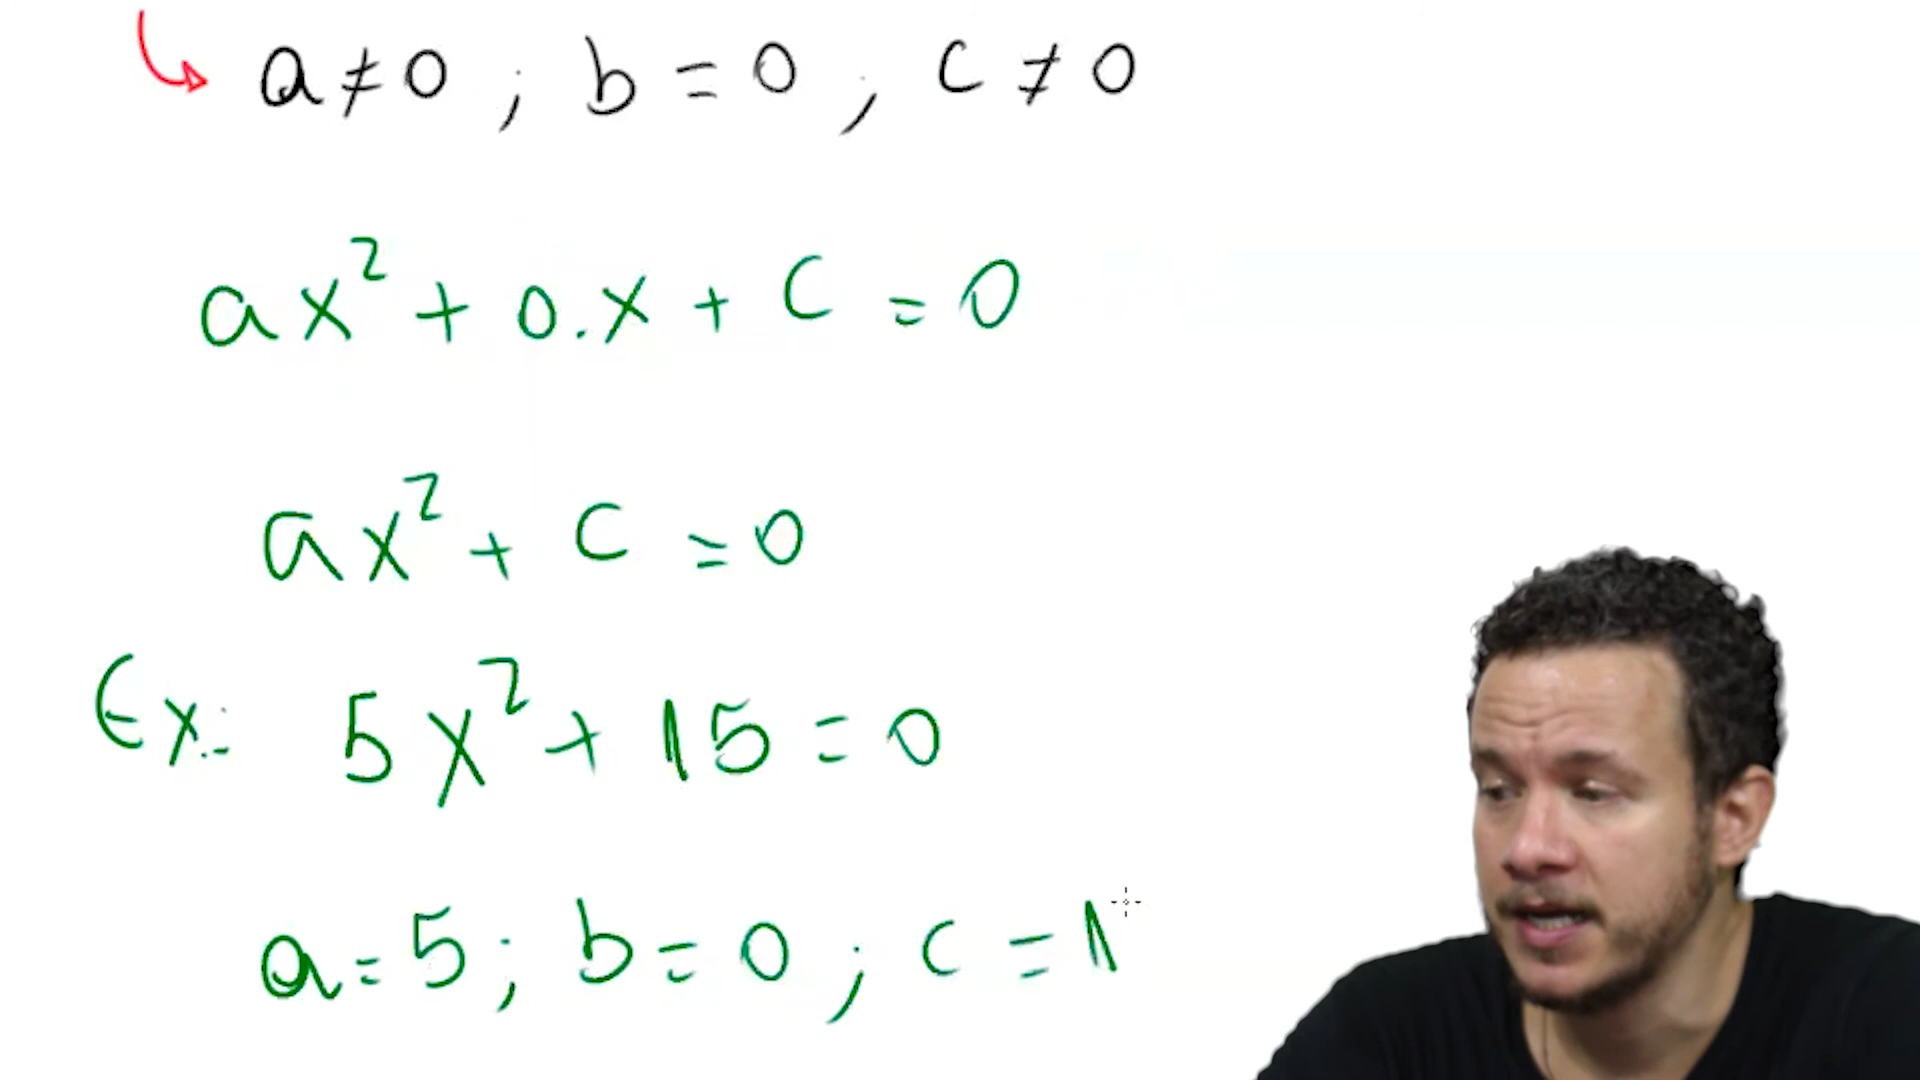 a ≠ 0 ; b = 0 ; c ≠ 0
ax² + 0.x + c = 0
ax² + c = 0
Ex.: 5x² + 15 = 0
a = 5 ; b = 0 ; c = 1